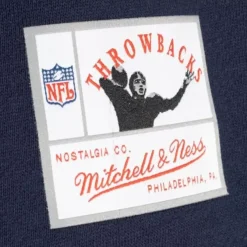 THROWBACKS
NFL
NOSTALGIA CO.
Mitchell & Ness
PHILADELPHIA, PA.